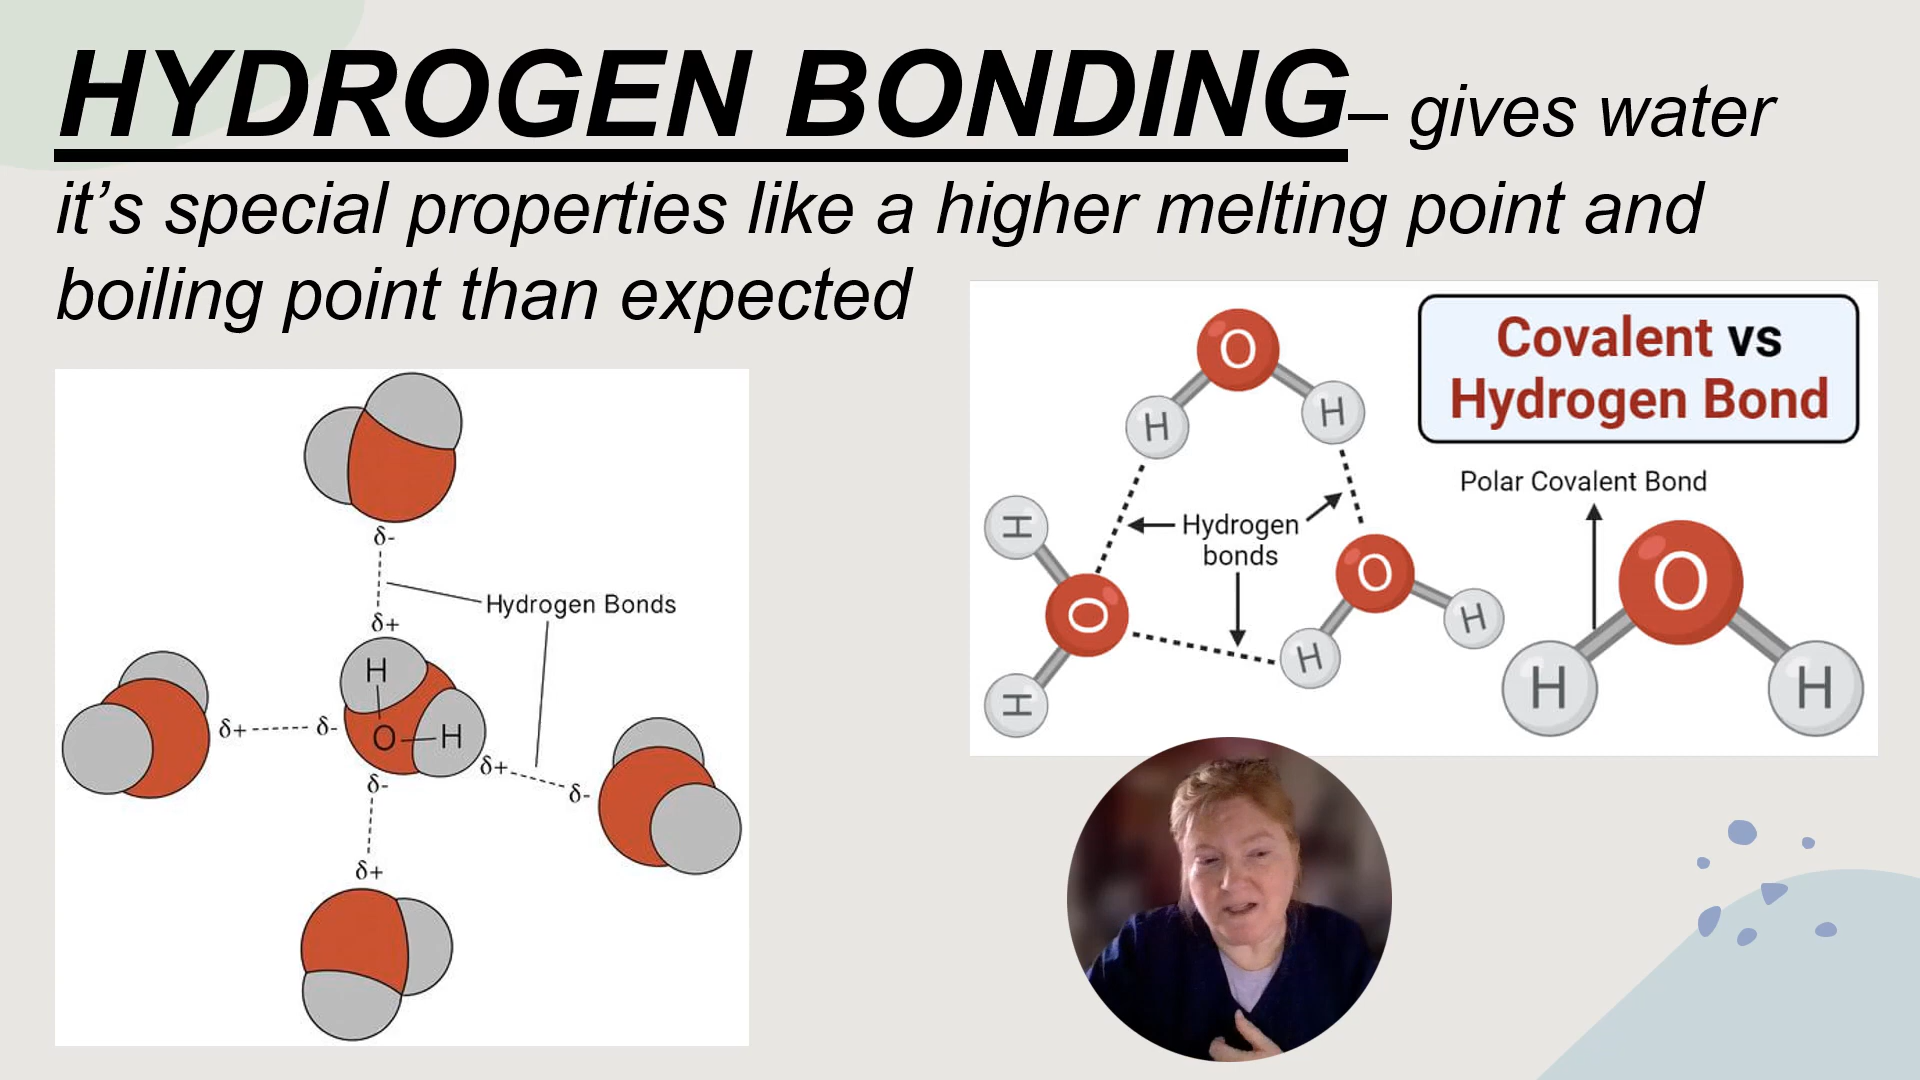 HYDROGEN BONDING– gives water
it’s special properties like a higher melting point and
boiling point than expected
δ-
Hydrogen Bonds
δ+
H
O
H
δ+
δ-
δ+
δ-
δ-
δ+
Covalent vs
Hydrogen Bond
O
H
H
Hydrogen
bonds
H
O
H
O
H
H
Polar Covalent Bond
O
H
H